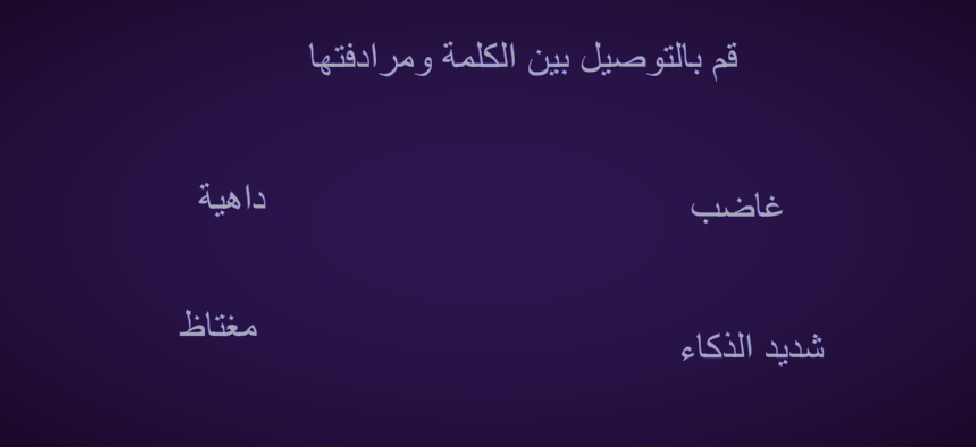 قم بالتوصيل بين الكلمة ومرادفتها
غاضب
داهية
شديد الذكاء
مغتاظ